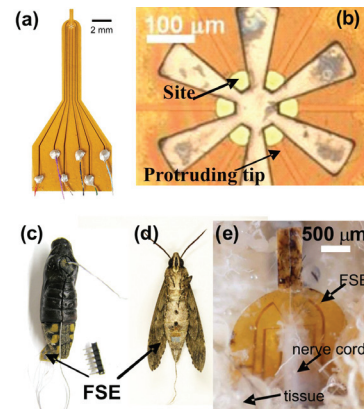 (a)
2 mm
(b)
100 μm
Site
Protruding tip
(c)
(d)
(e)
500 μm
FSE
FSE
nerve cord
tissue